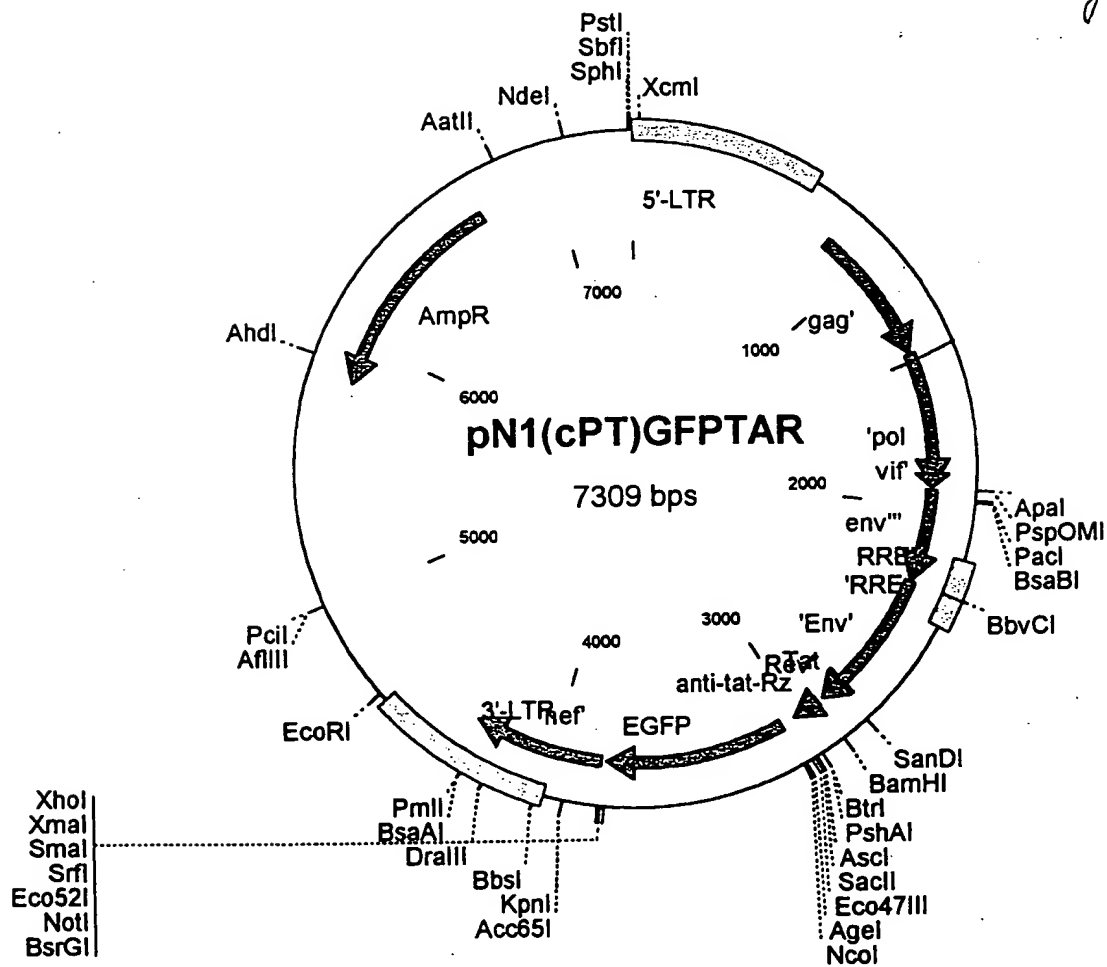 PstI
SbfI
SphI
XcmI
NdeI
AatII
5'-LTR
7000
AmpR
gag'
1000
AhdI
6000
pN1(cPT)GFPTAR
7309 bps
'pol
vif'
2000
env'''
ApaI
PspOMI
PacI
BsaBI
5000
RRE
'RRE
BbvCI
'Env'
3000
PciI
AflIII
4000
Rev
Tat
anti-tat-Rz
EcoRI
3'-LTR
nef'
EGFP
SanDI
BamHI
XhoI
XmaI
SmaI
SrfI
Eco52I
NotI
BsrGI
PmlI
BsaAI
DraIII
BbsI
KpnI
Acc65I
BtrI
PshAI
AscI
SacII
Eco47III
AgeI
NcoI